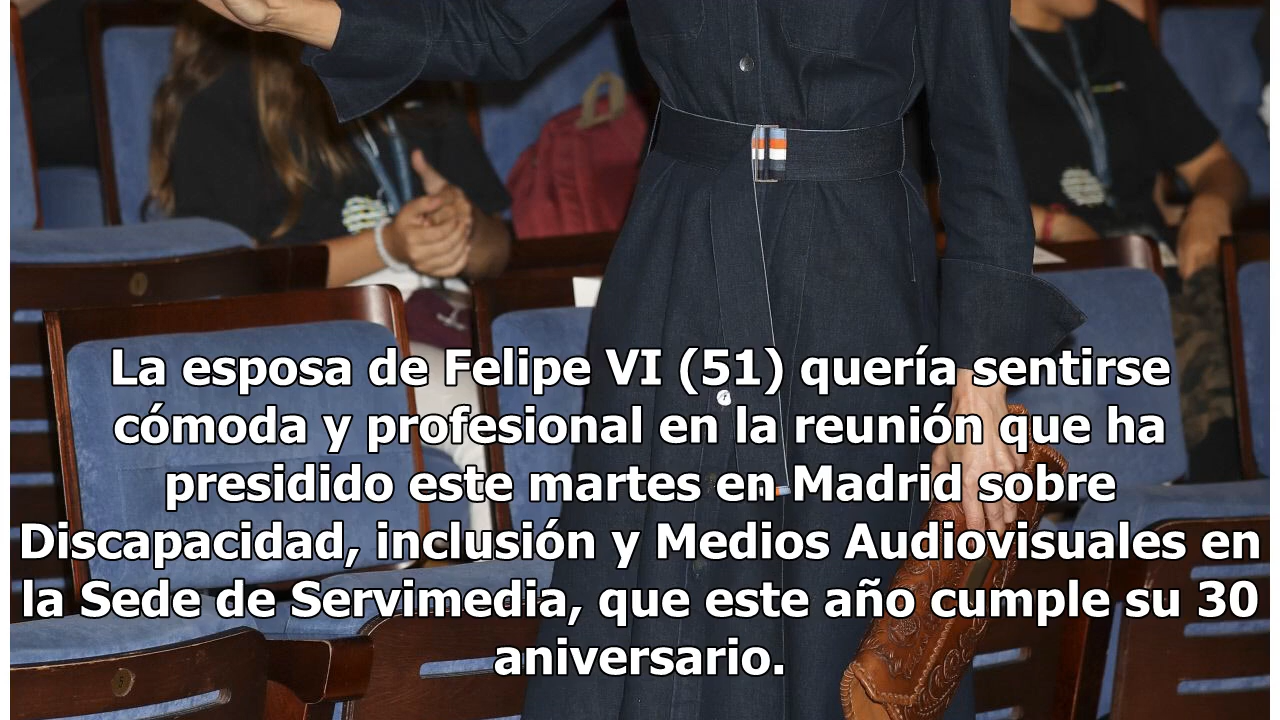 La esposa de Felipe VI (51) quería sentirse
cómoda y profesional en la reunión que ha
presidido este martes en Madrid sobre
Discapacidad, inclusión y Medios Audiovisuales en
la Sede de Servimedia, que este año cumple su 30
aniversario.
5